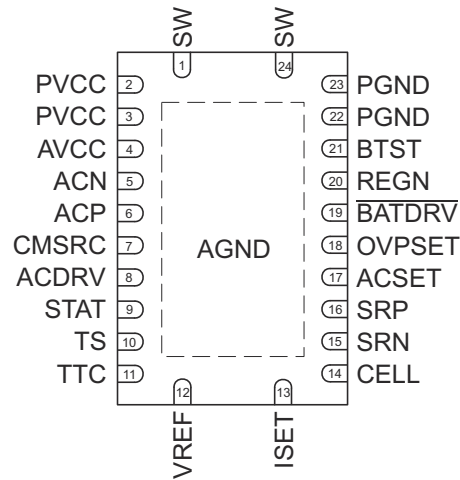 SW
SW
1
24
PVCC 2
23 PGND
PVCC 3
22 PGND
AVCC 4
21 BTST
ACN 5
20 REGN
ACP 6
19 BATDRV
CMSRC 7
18 OVPSET
ACDRV 8
17 ACSET
STAT 9
16 SRP
TS 10
15 SRN
TTC 11
14 CELL
AGND
12
13
VREF
ISET